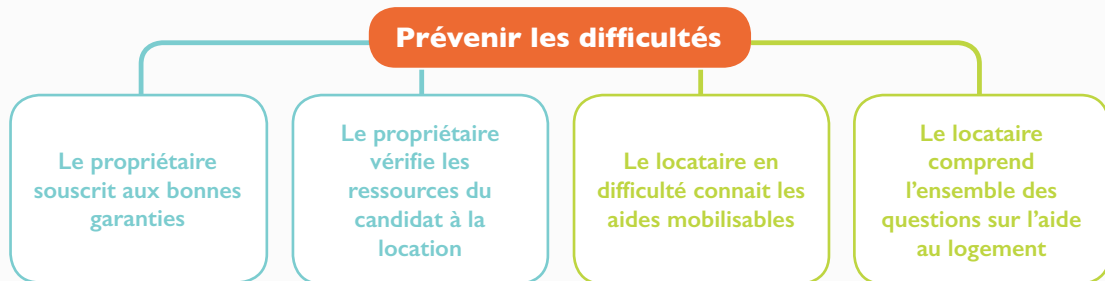 Prévenir les difficultés
Le propriétaire
souscrit aux bonnes
garanties
Le propriétaire
vérifie les
ressources du
candidat à la
location
Le locataire en
difficulté connait les
aides mobilisables
Le locataire
comprend
l’ensemble des
questions sur l’aide
au logement